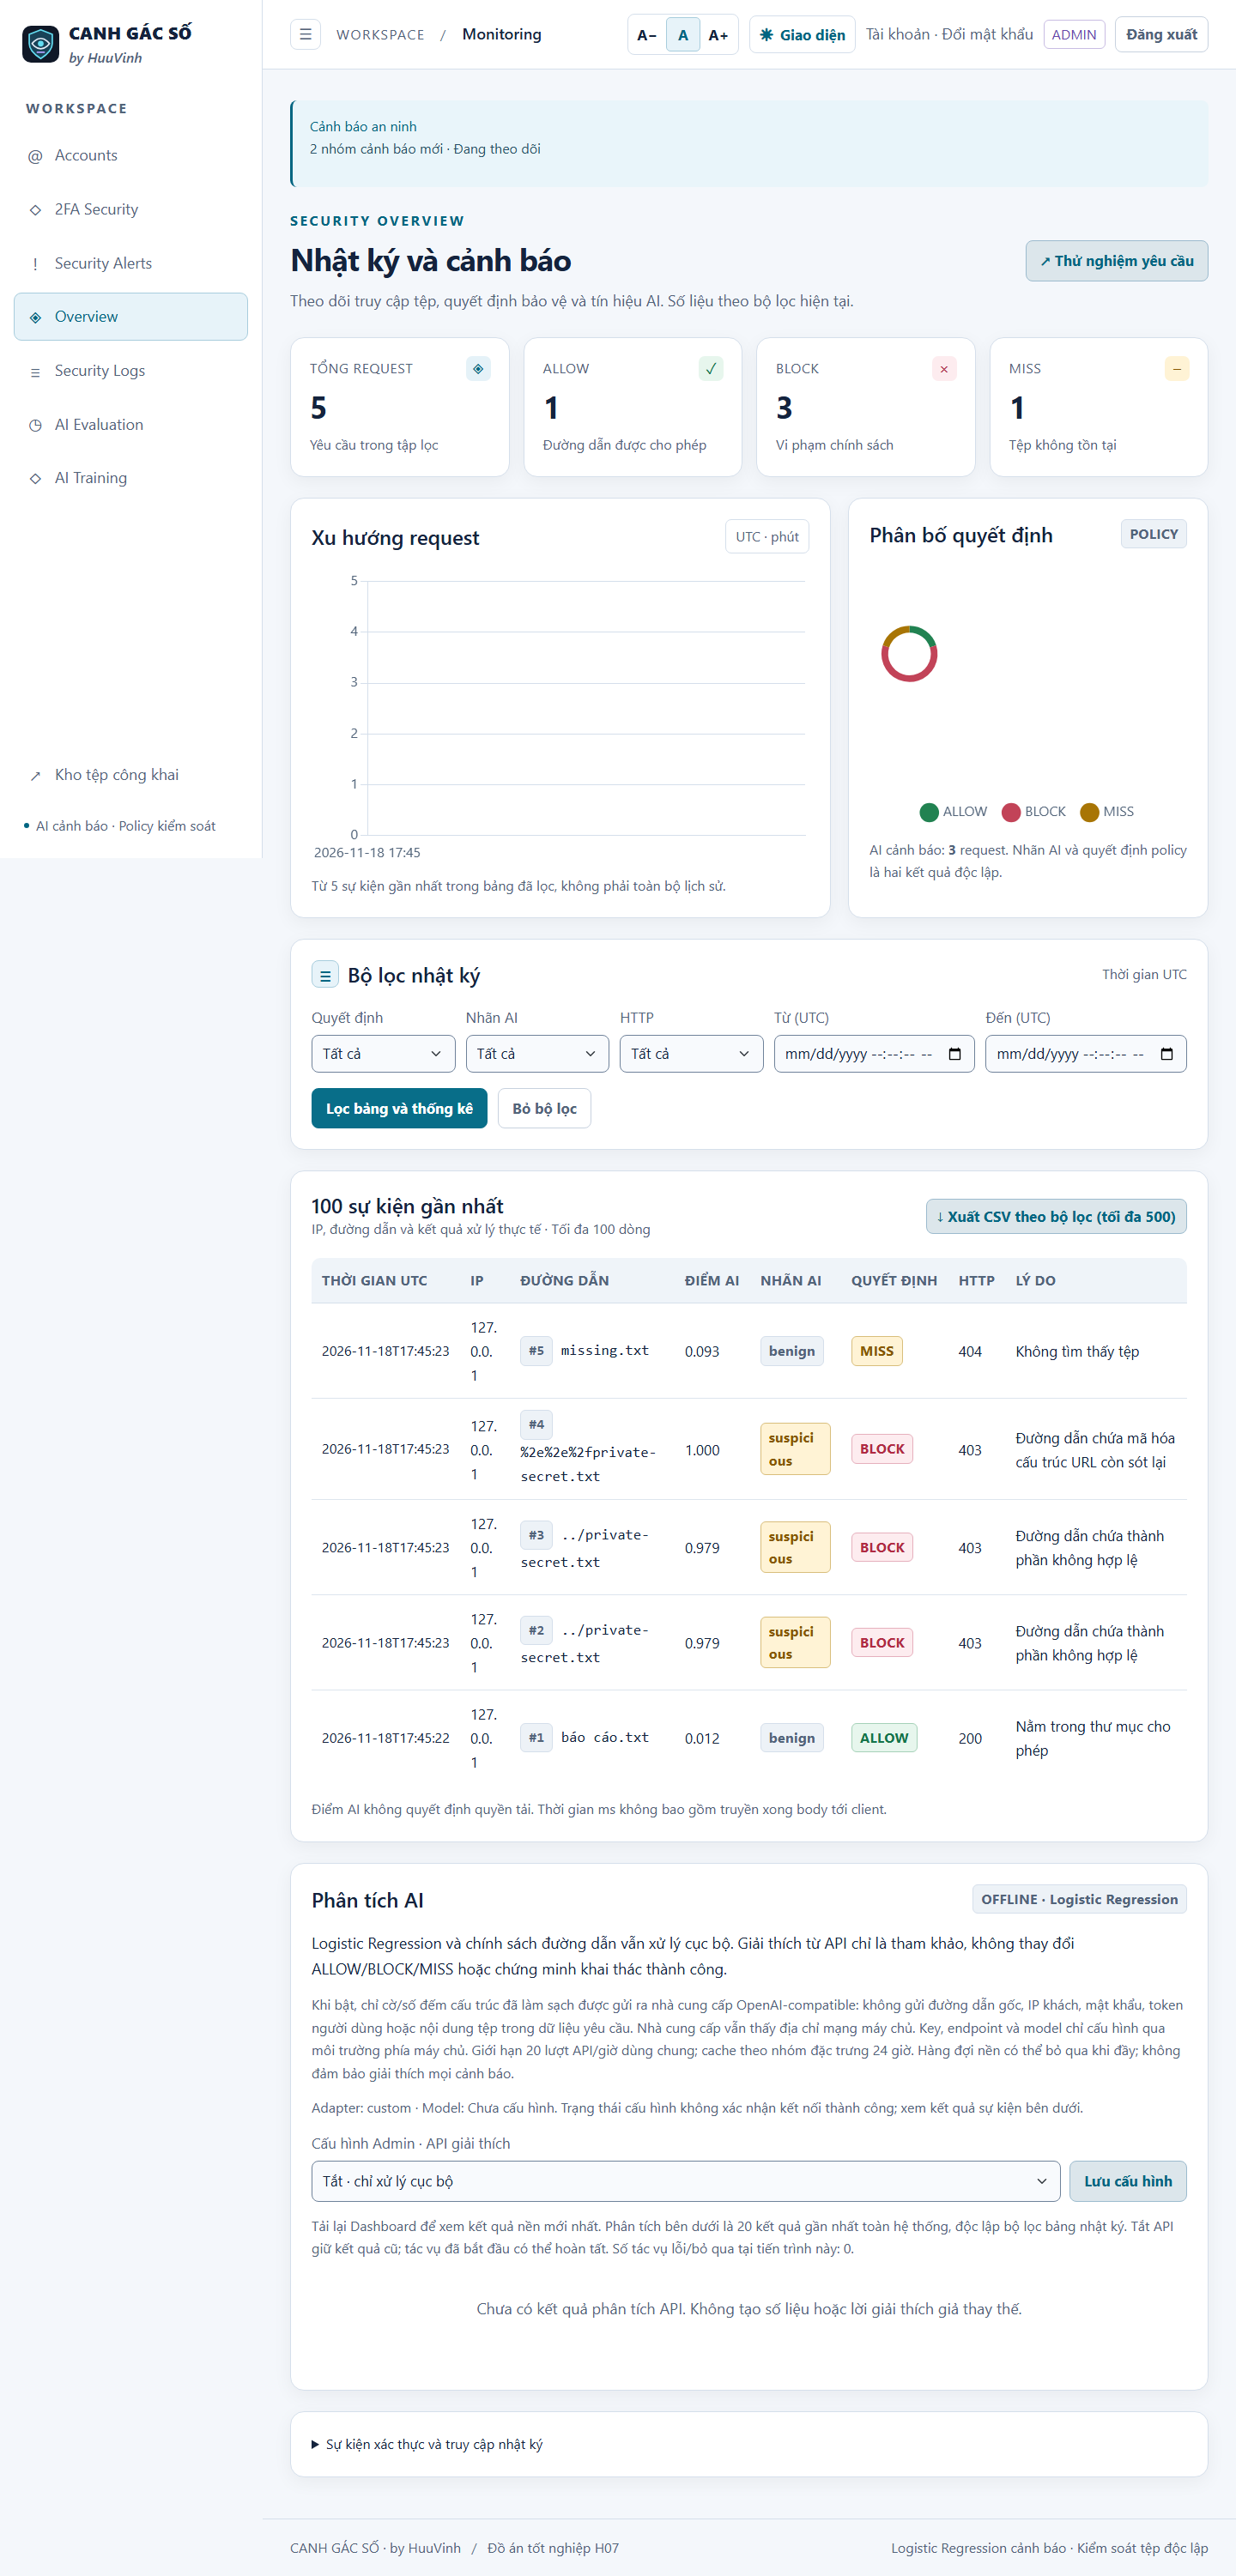 CANH GÁC SỐ
by HuuVinh
WORKSPACE
@ Accounts
2FA Security
! Security Alerts
Overview
Security Logs
AI Evaluation
AI Training
↗ Kho tệp công khai
AI cảnh báo · Policy kiểm soát
☰ WORKSPACE / Monitoring A− A A+ Giao diện Tài khoản · Đổi mật khẩu ADMIN Đăng xuất
Cảnh báo an ninh
2 nhóm cảnh báo mới · Đang theo dõi
SECURITY OVERVIEW
Nhật ký và cảnh báo
↗ Thử nghiệm yêu cầu
Theo dõi truy cập tệp, quyết định bảo vệ và tín hiệu AI. Số liệu theo bộ lọc hiện tại.
TỔNG REQUEST
5
Yêu cầu trong tập lọc
ALLOW ✓
1
Đường dẫn được cho phép
BLOCK ×
3
Vi phạm chính sách
MISS −
1
Tệp không tồn tại
Xu hướng request UTC · phút
5
4
3
2
1
0
2026-11-18 17:45
Từ 5 sự kiện gần nhất trong bảng đã lọc, không phải toàn bộ lịch sử.
Phân bố quyết định POLICY
ALLOW BLOCK MISS
AI cảnh báo: 3 request. Nhãn AI và quyết định policy
là hai kết quả độc lập.
☰ Bộ lọc nhật ký Thời gian UTC
Quyết định Nhãn AI HTTP Từ (UTC) Đến (UTC)
Tất cả Tất cả Tất cả mm/dd/yyyy --:--:-- -- mm/dd/yyyy --:--:-- --
Lọc bảng và thống kê Bỏ bộ lọc
100 sự kiện gần nhất
IP, đường dẫn và kết quả xử lý thực tế · Tối đa 100 dòng
↓ Xuất CSV theo bộ lọc (tối đa 500)
THỜI GIAN UTC IP ĐƯỜNG DẪN ĐIỂM AI NHÃN AI QUYẾT ĐỊNH HTTP LÝ DO
2026-11-18T17:45:23 127.0.0.1 #5 missing.txt 0.093 benign MISS 404 Không tìm thấy tệp
2026-11-18T17:45:23 127.0.0.1 #4 %2e%2e%2fprivate-secret.txt 1.000 suspicious BLOCK 403 Đường dẫn chứa mã hóa cấu trúc URL còn sót lại
2026-11-18T17:45:23 127.0.0.1 #3 ../private-secret.txt 0.979 suspicious BLOCK 403 Đường dẫn chứa thành phần không hợp lệ
2026-11-18T17:45:23 127.0.0.1 #2 ../private-secret.txt 0.979 suspicious BLOCK 403 Đường dẫn chứa thành phần không hợp lệ
2026-11-18T17:45:22 127.0.0.1 #1 báo cáo.txt 0.012 benign ALLOW 200 Nằm trong thư mục cho phép
Điểm AI không quyết định quyền tải. Thời gian ms không bao gồm truyền xong body tới client.
Phân tích AI OFFLINE · Logistic Regression
Logistic Regression và chính sách đường dẫn vẫn xử lý cục bộ. Giải thích từ API chỉ là tham khảo, không thay đổi
ALLOW/BLOCK/MISS hoặc chứng minh khai thác thành công.
Khi bật, chỉ cờ/số đếm cấu trúc đã làm sạch được gửi ra nhà cung cấp OpenAI-compatible: không gửi đường dẫn gốc, IP khách, mật khẩu, token
người dùng hoặc nội dung tệp trong dữ liệu yêu cầu. Nhà cung cấp vẫn thấy địa chỉ mạng máy chủ. Key, endpoint và model chỉ cấu hình qua
môi trường phía máy chủ. Giới hạn 20 lượt API/giờ dùng chung; cache theo nhóm đặc trưng 24 giờ. Hàng đợi nền có thể bỏ qua khi đầy; không
đảm bảo giải thích mọi cảnh báo.
Adapter: custom · Model: Chưa cấu hình. Trạng thái cấu hình không xác nhận kết nối thành công; xem kết quả sự kiện bên dưới.
Cấu hình Admin · API giải thích
Tắt · chỉ xử lý cục bộ Lưu cấu hình
Tải lại Dashboard để xem kết quả nền mới nhất. Phân tích bên dưới là 20 kết quả gần nhất toàn hệ thống, độc lập bộ lọc bảng nhật ký. Tắt API
giữ kết quả cũ; tác vụ đã bắt đầu có thể hoàn tất. Số tác vụ lỗi/bỏ qua tại tiến trình này: 0.
Chưa có kết quả phân tích API. Không tạo số liệu hoặc lời giải thích giả thay thế.
▶ Sự kiện xác thực và truy cập nhật ký
CANH GÁC SỐ · by HuuVinh / Đồ án tốt nghiệp H07
Logistic Regression cảnh báo · Kiểm soát tệp độc lập